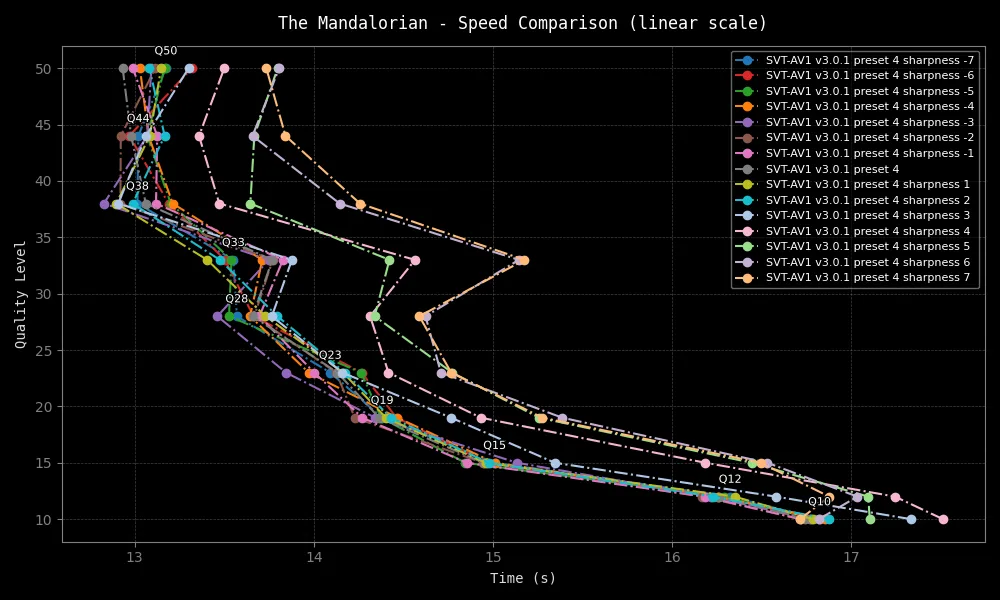 The Mandalorian - Speed Comparison (linear scale)
Quality Level
50
45
40
35
30
25
20
15
10
Q50
Q44
Q38
Q33
Q28
Q23
Q19
Q15
Q12
Q10
SVT-AV1 v3.0.1 preset 4 sharpness -7
SVT-AV1 v3.0.1 preset 4 sharpness -6
SVT-AV1 v3.0.1 preset 4 sharpness -5
SVT-AV1 v3.0.1 preset 4 sharpness -4
SVT-AV1 v3.0.1 preset 4 sharpness -3
SVT-AV1 v3.0.1 preset 4 sharpness -2
SVT-AV1 v3.0.1 preset 4 sharpness -1
SVT-AV1 v3.0.1 preset 4
SVT-AV1 v3.0.1 preset 4 sharpness 1
SVT-AV1 v3.0.1 preset 4 sharpness 2
SVT-AV1 v3.0.1 preset 4 sharpness 3
SVT-AV1 v3.0.1 preset 4 sharpness 4
SVT-AV1 v3.0.1 preset 4 sharpness 5
SVT-AV1 v3.0.1 preset 4 sharpness 6
SVT-AV1 v3.0.1 preset 4 sharpness 7
13
14
15
16
17
Time (s)